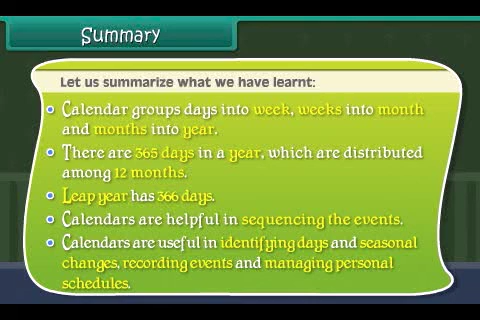 Summary
Let us summarize what we have learnt:
Calendar groups days into week, weeks into month
and months into year.
There are 365 days in a year, which are distributed
among 12 months.
Leap year has 366 days.
Calendars are helpful in sequencing the events.
Calendars are useful in identifying days and seasonal
changes, recording events and managing personal
schedules.